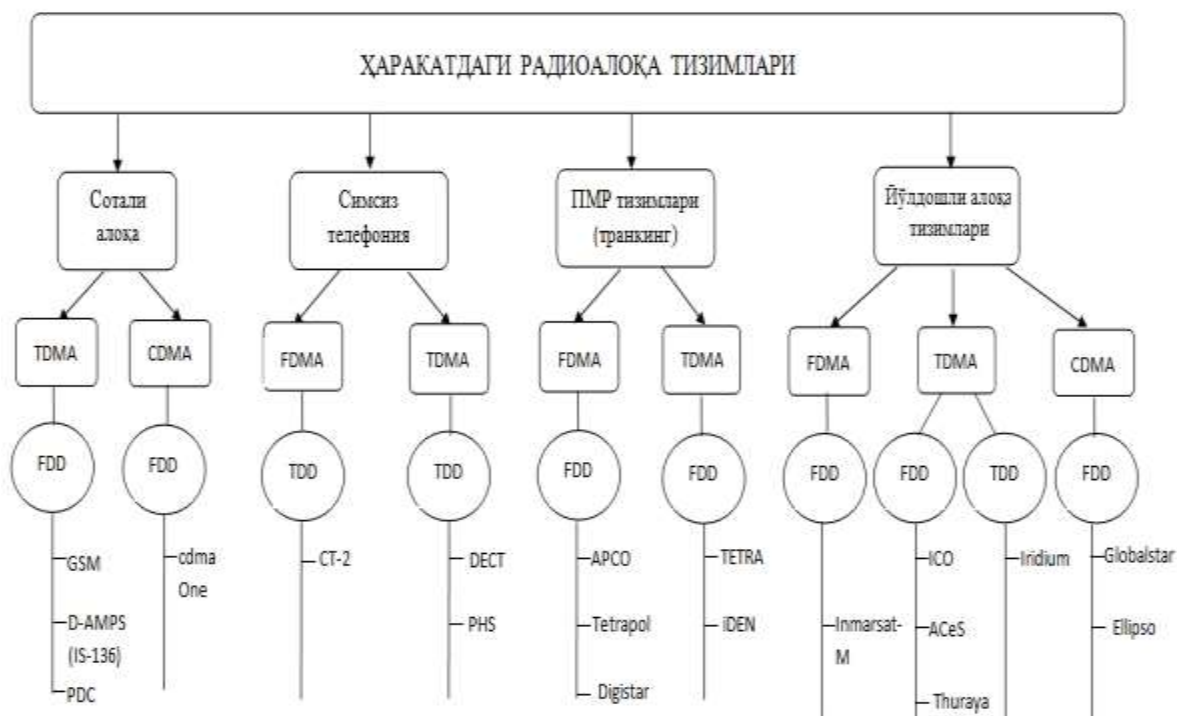 ҲАРАКАТДАГИ РАДИОАЛОҚА ТИЗИМЛАРИ
Сотали
алоқа
Симсиз
телефония
ПМР тизимлари
(транкинг)
Йўлдошли алоқа
тизимлари
TDMA
CDMA
FDMA
TDMA
FDMA
TDMA
FDMA
TDMA
CDMA
FDD
FDD
TDD
TDD
FDD
FDD
FDD
FDD
TDD
FDD
GSM
D-AMPS
(IS-136)
PDC
cdma
One
CT-2
DECT
PHS
APCO
Tetrapol
Digistar
TETRA
iDEN
Inmarsat-
M
ICO
ACeS
Thuraya
Iridium
Globalstar
Ellipso